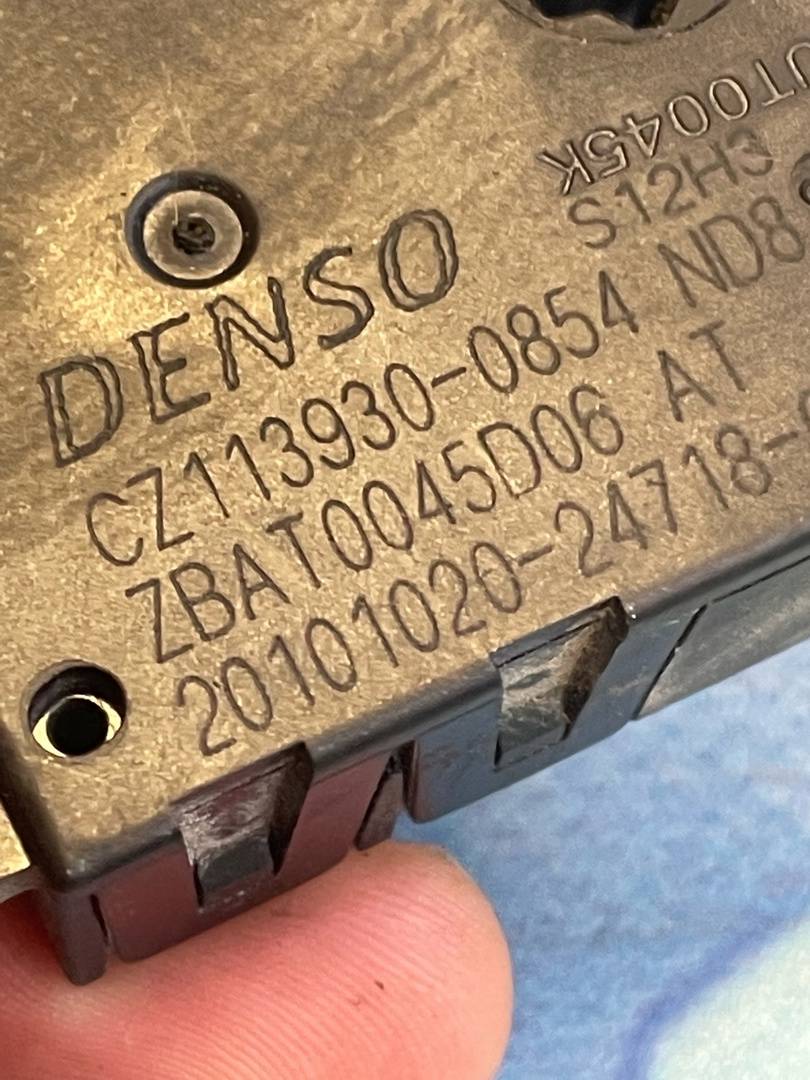 UT0045K
S12H3
DENSO
CZ113930-0854 ND8
ZBAT0045D06 AT
20101020-24718-